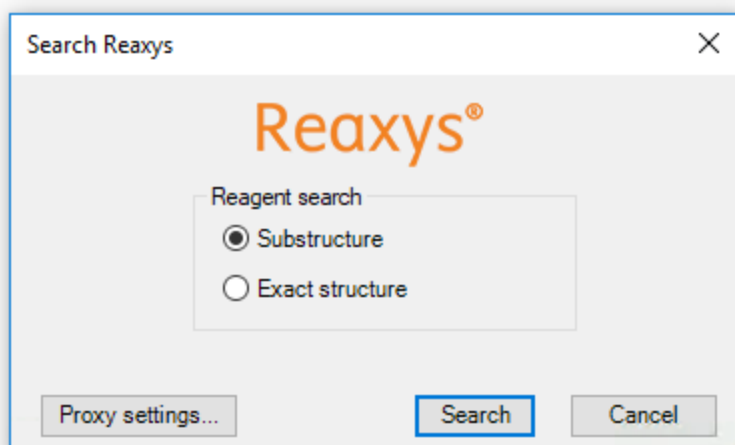 Search Reaxys
Reaxys®
Reagent search
Substructure
Exact structure
Proxy settings... Search Cancel